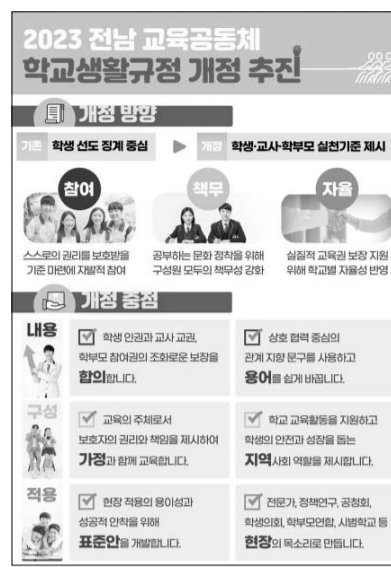 2023 전남 교육공동체
학교생활규정 개정 추진
개정 방향
기존 학생 선도 징계 중심 ▶ 개정 학생·교사·학부모 실천기준 제시
참여 책무 자율
스스로의 권리를 보호받을 공부하는 문화 정착을 위해 실질적 교육권 보장 지원
기준 마련에 자발적 참여 구성원 모두의 책무성 강화 위해 학교별 자율성 반영
개정 중점
내용
학생 인권과 교사 교권,
학부모 참여권의 조화로운 보장을
합의합니다.
상호 협력 중심의
관계 지향 문구를 사용하고
용어를 쉽게 바꿉니다.
구성
교육의 주체로서
보호자의 권리와 책임을 제시하여
가정과 함께 교육합니다.
학교 교육활동을 지원하고
학생의 안전과 성장을 돕는
지역사회 역할을 제시합니다.
적용
현장 적용의 용이성과
성공적 안착을 위해
표준안을 개발합니다.
전문가, 정책연구, 공청회,
학생의회, 학부모연합, 시범학교 등
현장의 목소리로 만듭니다.